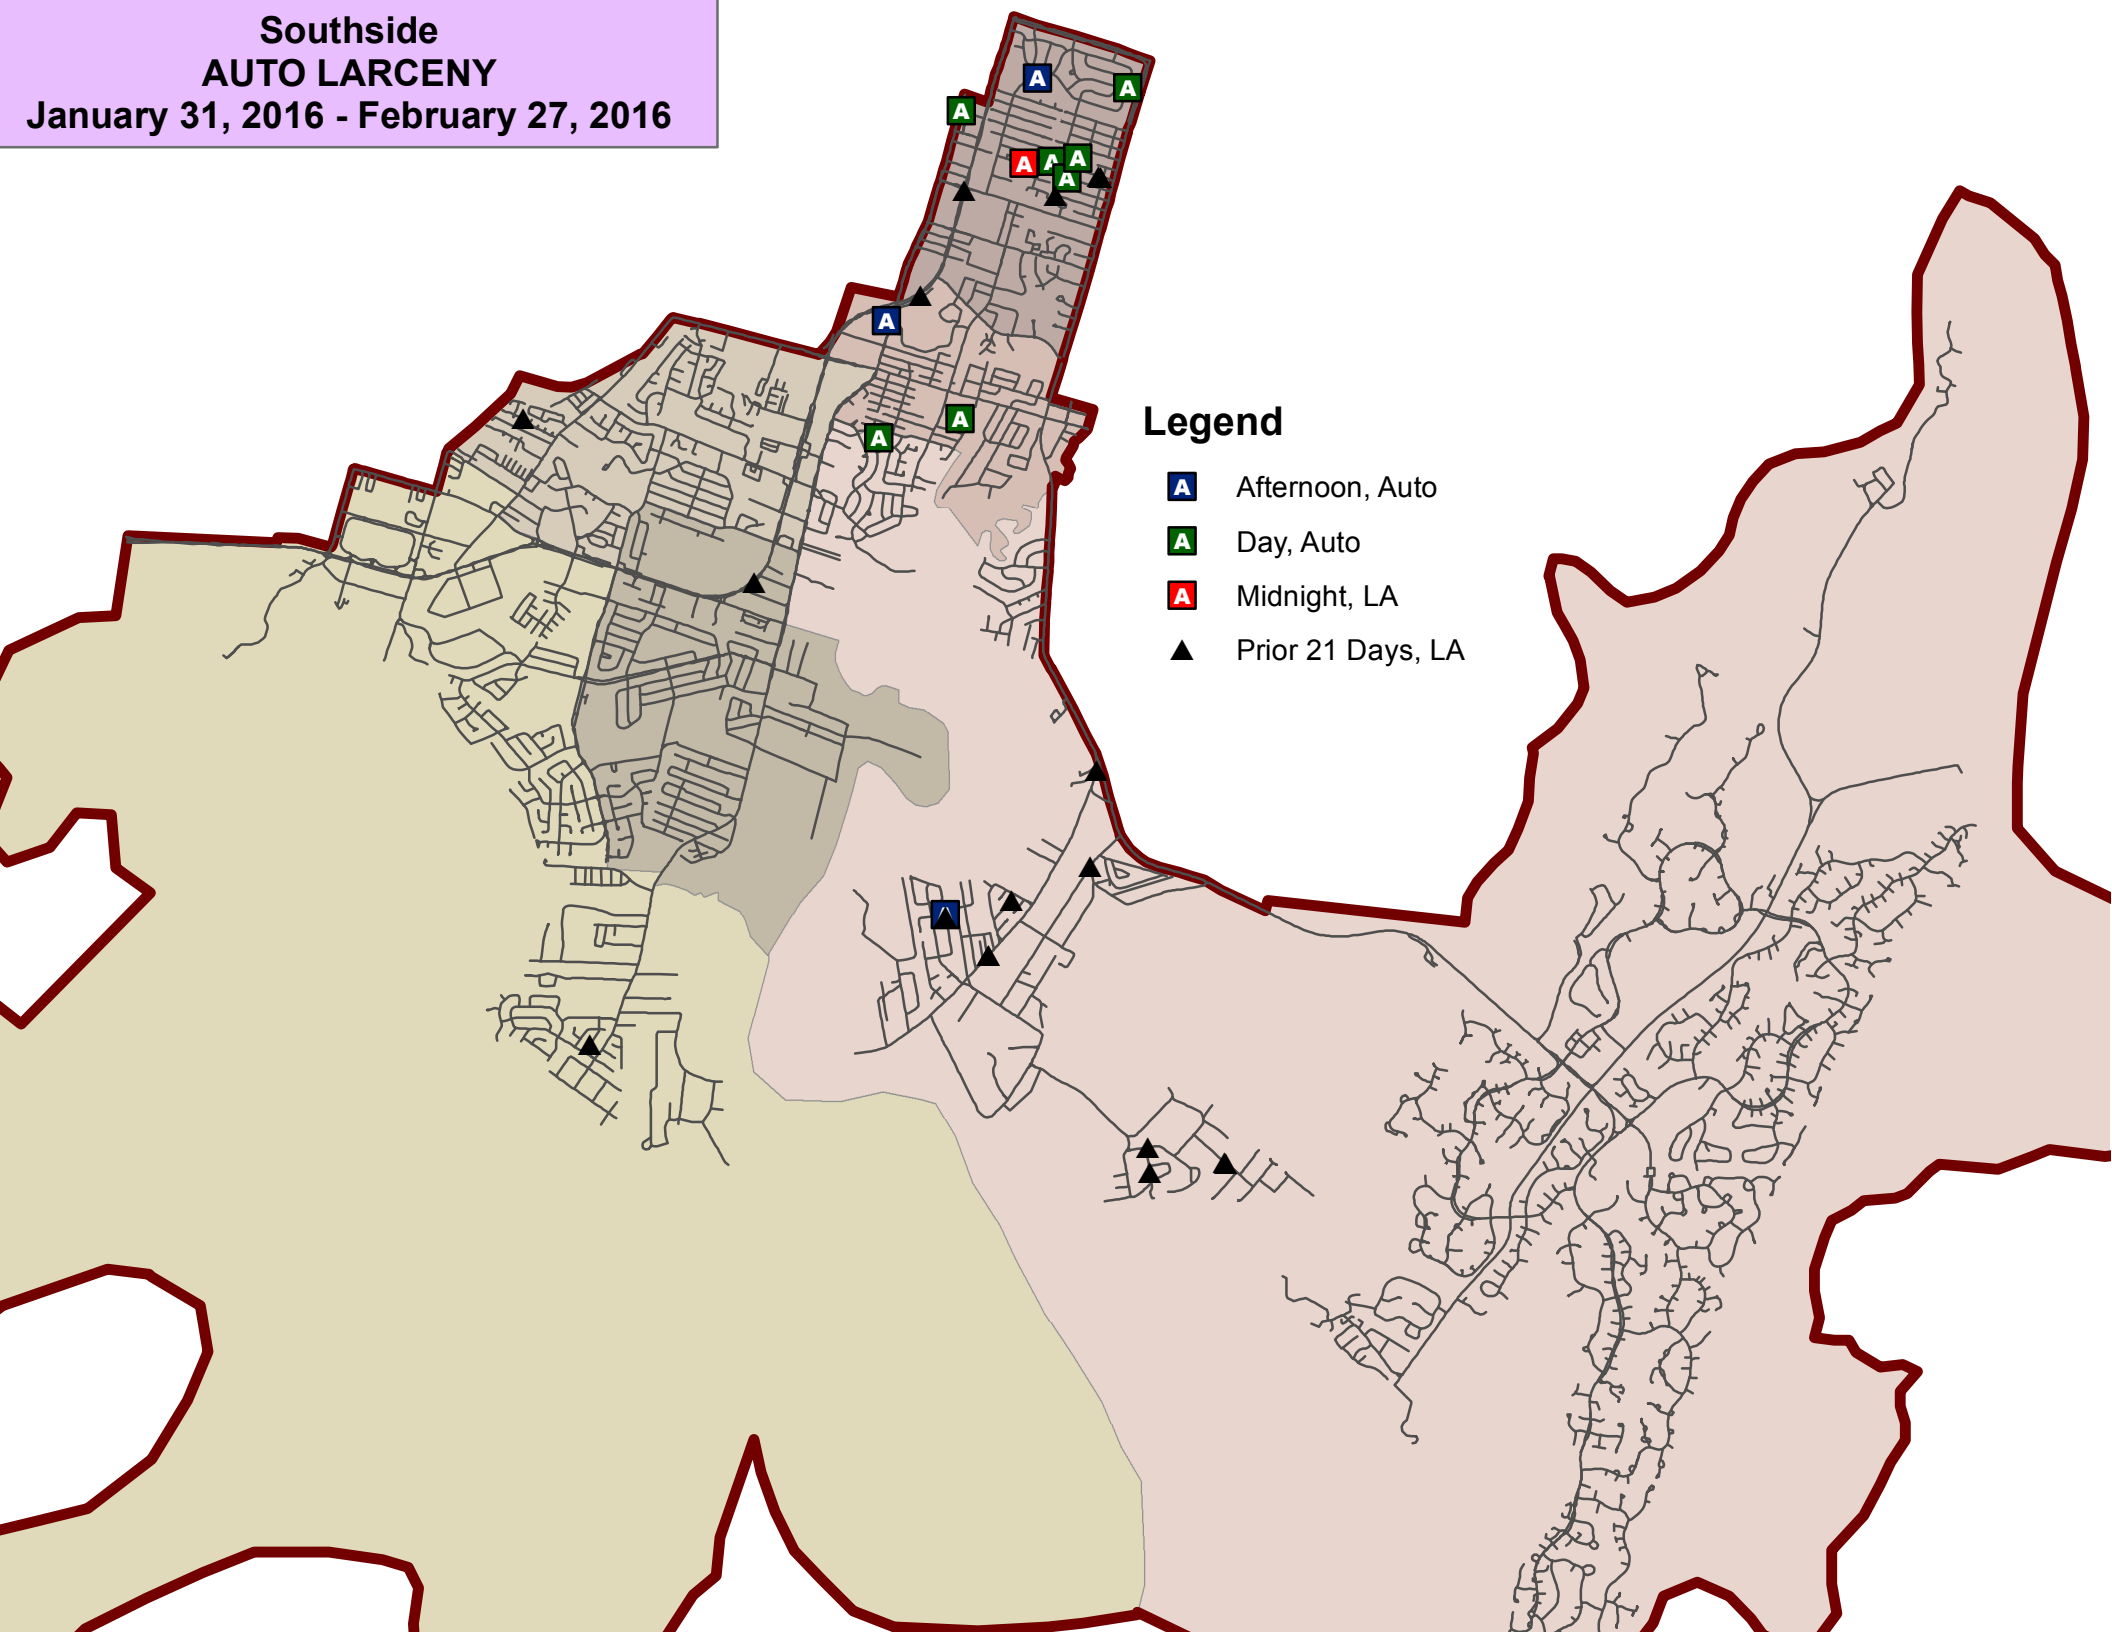 Southside
AUTO LARCENY
January 31, 2016 - February 27, 2016
A
A
A
A
A
A
A
A
A
A
Legend
A Afternoon, Auto
A Day, Auto
A Midnight, LA
Prior 21 Days, LA